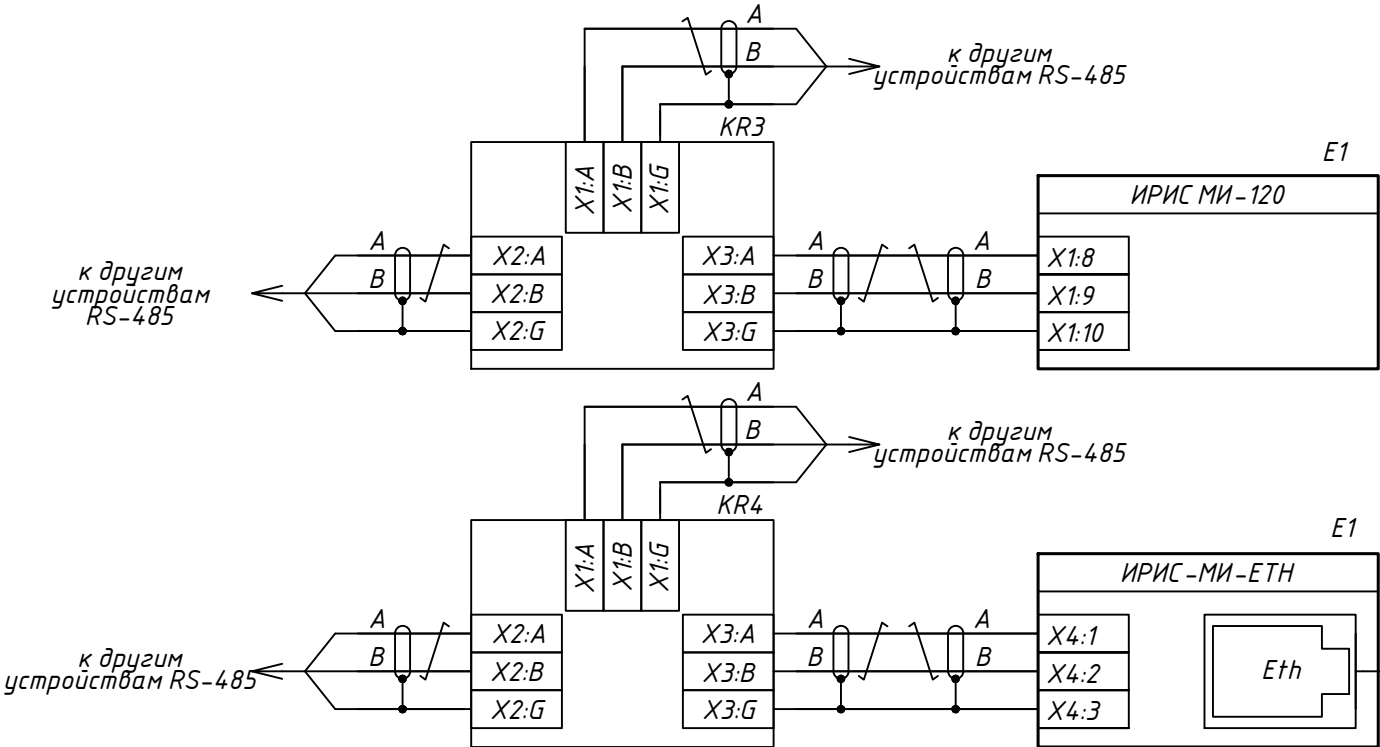 A
B
к другим
устройствам RS-485
KR3
X1:A
X1:B
X1:G
E1
ИРИС МИ-120
A
B
X2:A
X2:B
X2:G
X3:A
X3:B
X3:G
A
B
A
B
X1:8
X1:9
X1:10
к другим
устройствам
RS-485
A
B
к другим
устройствам RS-485
KR4
X1:A
X1:B
X1:G
E1
ИРИС-МИ-ETH
A
B
X2:A
X2:B
X2:G
X3:A
X3:B
X3:G
A
B
A
B
X4:1
X4:2
X4:3
Eth
к другим
устройствам RS-485